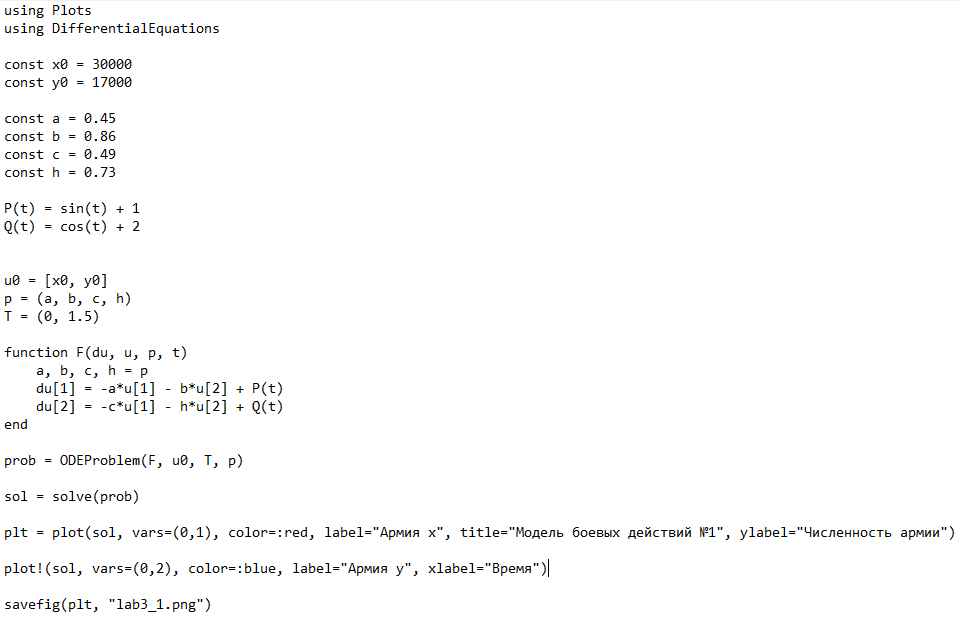 using Plots
using DifferentialEquations
const x0 = 30000
const y0 = 17000
const a = 0.45
const b = 0.86
const c = 0.49
const h = 0.73
P(t) = sin(t) + 1
Q(t) = cos(t) + 2
u0 = [x0, y0]
p = (a, b, c, h)
T = (0, 1.5)
function F(du, u, p, t)
    a, b, c, h = p
    du[1] = -a*u[1] - b*u[2] + P(t)
    du[2] = -c*u[1] - h*u[2] + Q(t)
end
prob = ODEProblem(F, u0, T, p)
sol = solve(prob)
plt = plot(sol, vars=(0,1), color=:red, label="Армия x", title="Модель боевых действий №1", ylabel="Численность армии")
plot!(sol, vars=(0,2), color=:blue, label="Армия y", xlabel="Время")
savefig(plt, "lab3_1.png")